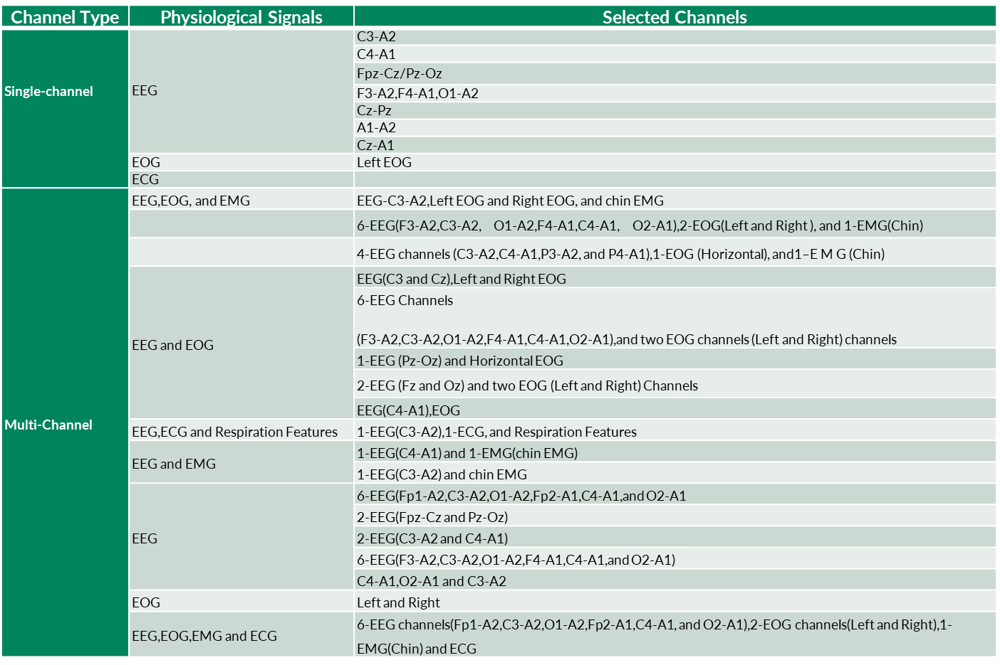 Channel Type Physiological Signals Selected Channels
Single-channel
EEG
C3-A2
C4-A1
Fpz-Cz/Pz-Oz
F3-A2,F4-A1,O1-A2
Cz-Pz
A1-A2
Cz-A1
EOG Left EOG
ECG
Multi-Channel
EEG,EOG, and EMG EEG-C3-A2,Left EOG and Right EOG, and chin EMG
6-EEG(F3-A2,C3-A2, O1-A2,F4-A1,C4-A1, O2-A1),2-EOG(Left and Right ), and 1-EMG(Chin)
4-EEG channels (C3-A2,C4-A1,P3-A2, and P4-A1),1-EOG (Horizontal), and1–E M G (Chin)
EEG and EOG
EEG(C3 and Cz),Left and Right EOG
6-EEG Channels
(F3-A2,C3-A2,O1-A2,F4-A1,C4-A1,O2-A1),and two EOG channels (Left and Right) channels
1-EEG (Pz-Oz) and Horizontal EOG
2-EEG (Fz and Oz) and two EOG (Left and Right) Channels
EEG(C4-A1),EOG
EEG,ECG and Respiration Features 1-EEG(C3-A2),1-ECG, and Respiration Features
EEG and EMG
1-EEG(C4-A1) and 1-EMG(chin EMG)
1-EEG(C3-A2) and chin EMG
EEG
6-EEG(Fp1-A2,C3-A2,O1-A2,Fp2-A1,C4-A1,and O2-A1
2-EEG(Fpz-Cz and Pz-Oz)
2-EEG(C3-A2 and C4-A1)
6-EEG(F3-A2,C3-A2,O1-A2,F4-A1,C4-A1,and O2-A1)
C4-A1,O2-A1 and C3-A2
EOG Left and Right
EEG,EOG,EMG and ECG
6-EEG channels(Fp1-A2,C3-A2,O1-A2,Fp2-A1,C4-A1, and O2-A1),2-EOG channels(Left and Right),1-
EMG(Chin) and ECG